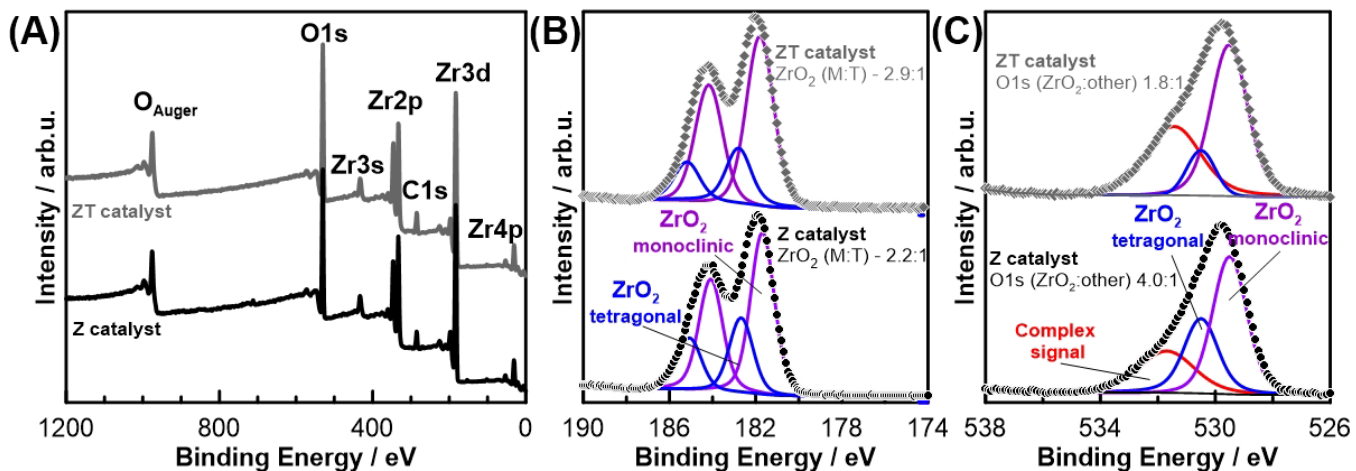 (A)
O1s
Zr3d
O_Auger
Zr2p
Zr3s
C1s
Zr4p
ZT catalyst
Z catalyst
Intensity / arb.u.
1200
800
400
0
Binding Energy / eV
(B)
ZT catalyst
ZrO₂ (M:T) - 2.9:1
ZrO₂
monoclinic
Z catalyst
ZrO₂ (M:T) - 2.2:1
ZrO₂
tetragonal
Intensity / arb.u.
190
186
182
178
174
Binding Energy / eV
(C)
ZT catalyst
O1s (ZrO₂:other) 1.8:1
ZrO₂
tetragonal
ZrO₂
monoclinic
Z catalyst
O1s (ZrO₂:other) 4.0:1
Complex
signal
Intensity / arb.u.
538
534
530
526
Binding Energy / eV